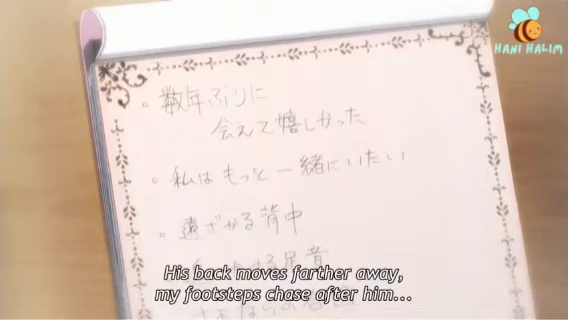 HANI HALIM
。数年ぶりに
会えて嬉しかった
。私はもっと一緒にいたい
。遠ざかる背中
足音
His back moves farther away,
my footsteps chase after him...